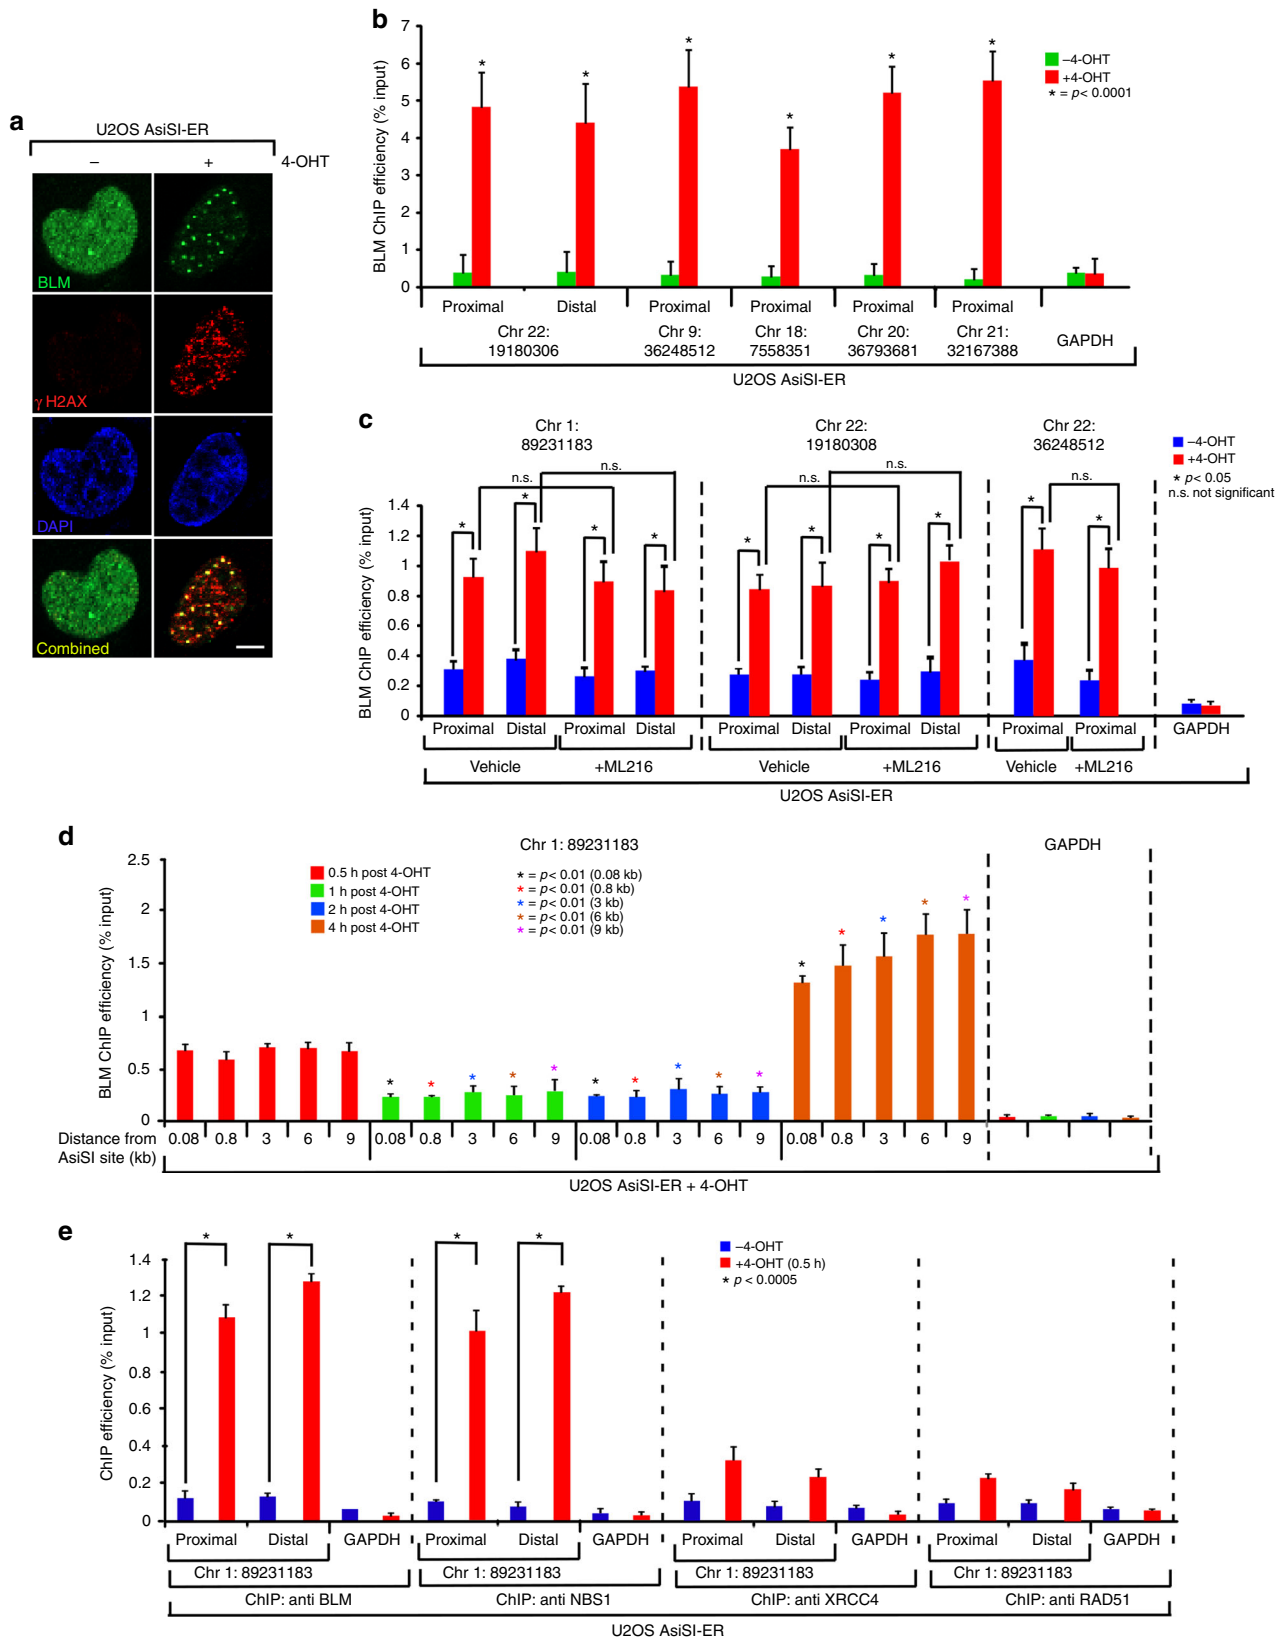 a
U2OS AsiSI-ER
– + 4-OHT
BLM
γ H2AX
DAPI
Combined
b
BLM ChIP efficiency (% input)
7
6
5
4
3
2
1
0
–4-OHT
+4-OHT
* = p< 0.0001
* * * * * *
Proximal Distal Proximal Proximal Proximal Proximal
Chr 22: Chr 9: Chr 18: Chr 20: Chr 21: GAPDH
19180306 36248512 7558351 36793681 32167388
U2OS AsiSI-ER
c
Chr 1: Chr 22: Chr 22:
89231183 19180308 36248512
–4-OHT
+4-OHT
* p< 0.05
n.s. not significant
n.s. n.s. n.s. n.s. n.s.
* * * * * * * * * *
BLM ChIP efficiency (% input)
1.4
1.2
1
0.8
0.6
0.4
0.2
0
Proximal Distal Proximal Distal Proximal Distal Proximal Distal Proximal Proximal GAPDH
Vehicle +ML216 Vehicle +ML216 Vehicle +ML216
U2OS AsiSI-ER
d
Chr 1: 89231183 GAPDH
BLM ChIP efficiency (% input)
2.5
2
1.5
1
0.5
0
0.5 h post 4-OHT
1 h post 4-OHT
2 h post 4-OHT
4 h post 4-OHT
* = p< 0.01 (0.08 kb)
* = p< 0.01 (0.8 kb)
* = p< 0.01 (3 kb)
* = p< 0.01 (6 kb)
* = p< 0.01 (9 kb)
* * * * * * * * * * * * * * *
Distance from 0.08 0.8 3 6 9 0.08 0.8 3 6 9 0.08 0.8 3 6 9 0.08 0.8 3 6 9
AsiSI site (kb)
U2OS AsiSI-ER + 4-OHT
e
ChIP efficiency (% input)
1.4
1.2
1
0.8
0.6
0.4
0.2
0
–4-OHT
+4-OHT (0.5 h)
* p < 0.0005
* * * *
Proximal Distal GAPDH Proximal Distal GAPDH Proximal Distal GAPDH Proximal Distal GAPDH
Chr 1: 89231183 Chr 1: 89231183 Chr 1: 89231183 Chr 1: 89231183
ChIP: anti BLM ChIP: anti NBS1 ChIP: anti XRCC4 ChIP: anti RAD51
U2OS AsiSI-ER